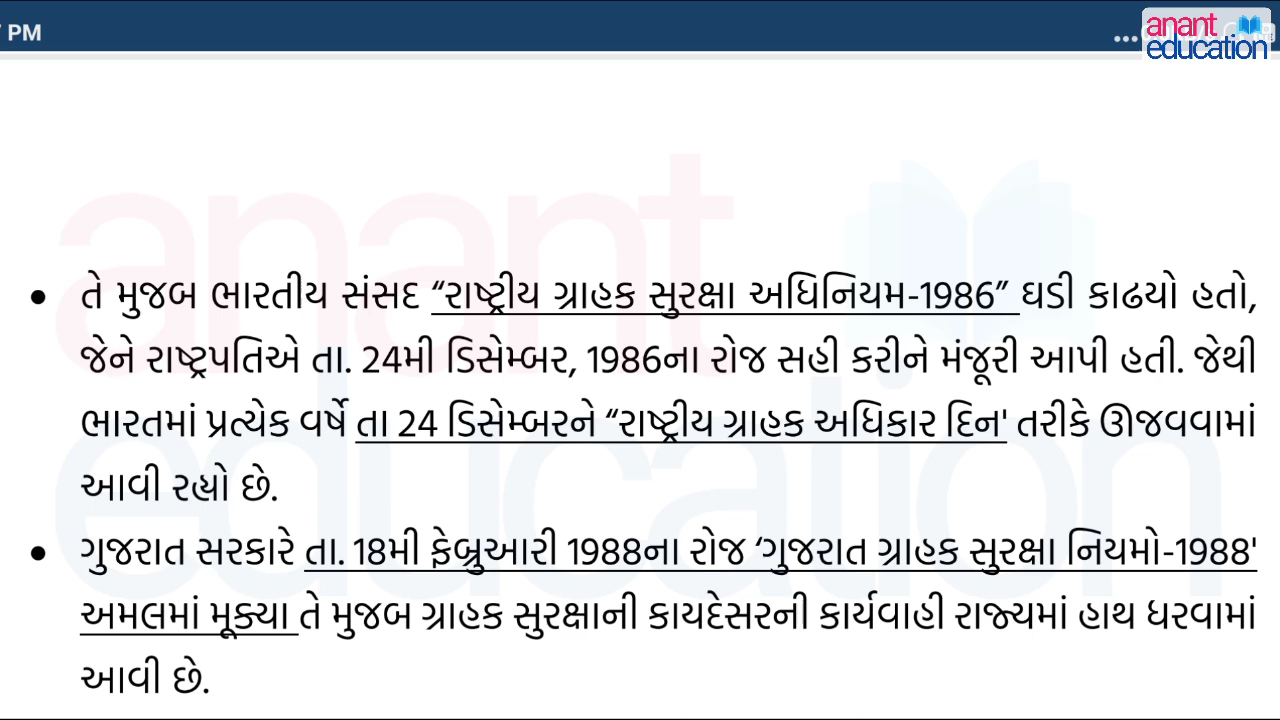 PM
anant
education
• તે મુજબ ભારતીય સંસદ “રાષ્ટ્રીય ગ્રાહક સુરક્ષા અધિનિયમ-1986” ઘડી કાઢયો હતો,
જેને રાષ્ટ્રપતિએ તા. 24મી ડિસેમ્બર, 1986ના રોજ સહી કરીને મંજૂરી આપી હતી. જેથી
ભારતમાં પ્રત્યેક વર્ષે તા 24 ડિસેમ્બરને “રાષ્ટ્રીય ગ્રાહક અધિકાર દિન' તરીકે ઊજવવામાં
આવી રહ્યો છે.
• ગુજરાત સરકારે તા. 18મી ફેબ્રુઆરી 1988ના રોજ ‘ગુજરાત ગ્રાહક સુરક્ષા નિયમો-1988'
અમલમાં મૂક્યા તે મુજબ ગ્રાહક સુરક્ષાની કાયદેસરની કાર્યવાહી રાજ્યમાં હાથ ધરવામાં
આવી છે.
anant
education